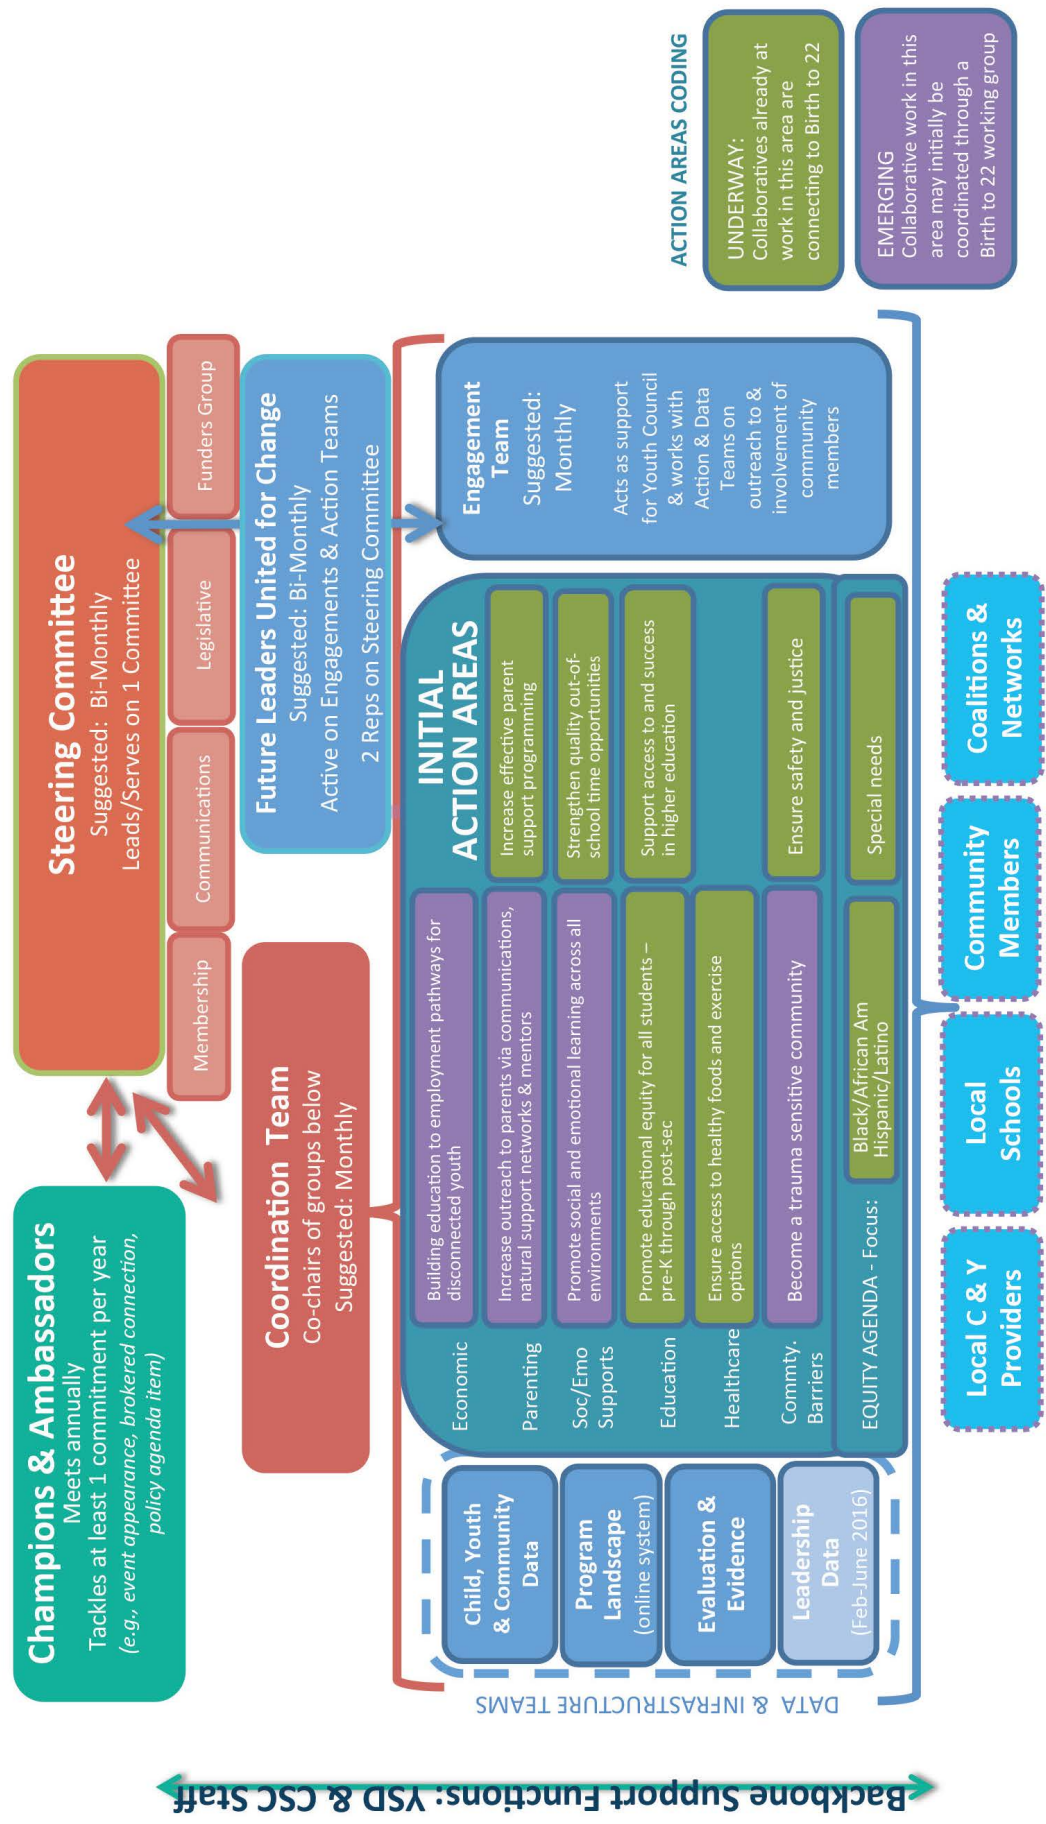 Champions & Ambassadors
Meets annually
Tackles at least 1 commitment per year
(e.g., event appearance, brokered connection,
policy agenda item)
Steering Committee
Suggested: Bi-Monthly
Leads/Serves on 1 Committee
Membership
Communications
Legislative
Funders Group
Coordination Team
Co-chairs of groups below
Suggested: Monthly
Future Leaders United for Change
Suggested: Bi-Monthly
Active on Engagements & Action Teams
2 Reps on Steering Committee
Backbone Support Functions: YSD & CSC Staff
DATA & INFRASTRUCTURE TEAMS
Child, Youth
& Community
Data
Program
Landscape
(online system)
Evaluation &
Evidence
Leadership
Data
(Feb-June 2016)
INITIAL
ACTION AREAS
Economic
Building education to employment pathways for
disconnected youth
Parenting
Increase outreach to parents via communications,
natural support networks & mentors
Increase effective parent
support programming
Soc/Emo
Supports
Promote social and emotional learning across all
environments
Strengthen quality out-of-
school time opportunities
Education
Promote educational equity for all students –
pre-K through post-sec
Support access to and success
in higher education
Healthcare
Ensure access to healthy foods and exercise
options
Commty.
Barriers
Become a trauma sensitive community
Ensure safety and justice
EQUITY AGENDA - Focus:
Black/African Am
Hispanic/Latino
Special needs
Engagement
Team
Suggested:
Monthly
Acts as support
for Youth Council
& works with
Action & Data
Teams on
outreach to &
involvement of
community
members
Local C & Y
Providers
Local
Schools
Community
Members
Coalitions &
Networks
ACTION AREAS CODING
UNDERWAY:
Collaboratives already at
work in this area are
connecting to Birth to 22
EMERGING
Collaborative work in this
area may initially be
coordinated through a
Birth to 22 working group